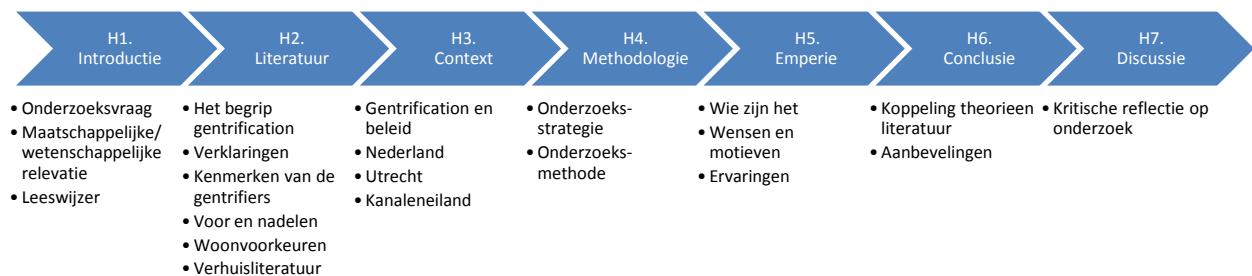 H1.
Introductie
• Onderzoeksvraag
• Maatschappelijke/
wetenschappelijke
relevatie
• Leeswijzer
H2.
Literatuur
• Het begrip
gentrification
• Verklaringen
• Kenmerken van de
gentrifiers
• Voor en nadelen
• Woonvoorkeuren
• Verhuisliteratuur
H3.
Context
• Gentrification en
beleid
• Nederland
• Utrecht
• Kanaleneiland
H4.
Methodologie
• Onderzoeks-
strategie
• Onderzoeks-
methode
H5.
Emperie
• Wie zijn het
• Wensen en
motieven
• Ervaringen
H6.
Conclusie
• Koppeling theorieen
literatuur
• Aanbevelingen
H7.
Discussie
• Kritische reflectie op
onderzoek